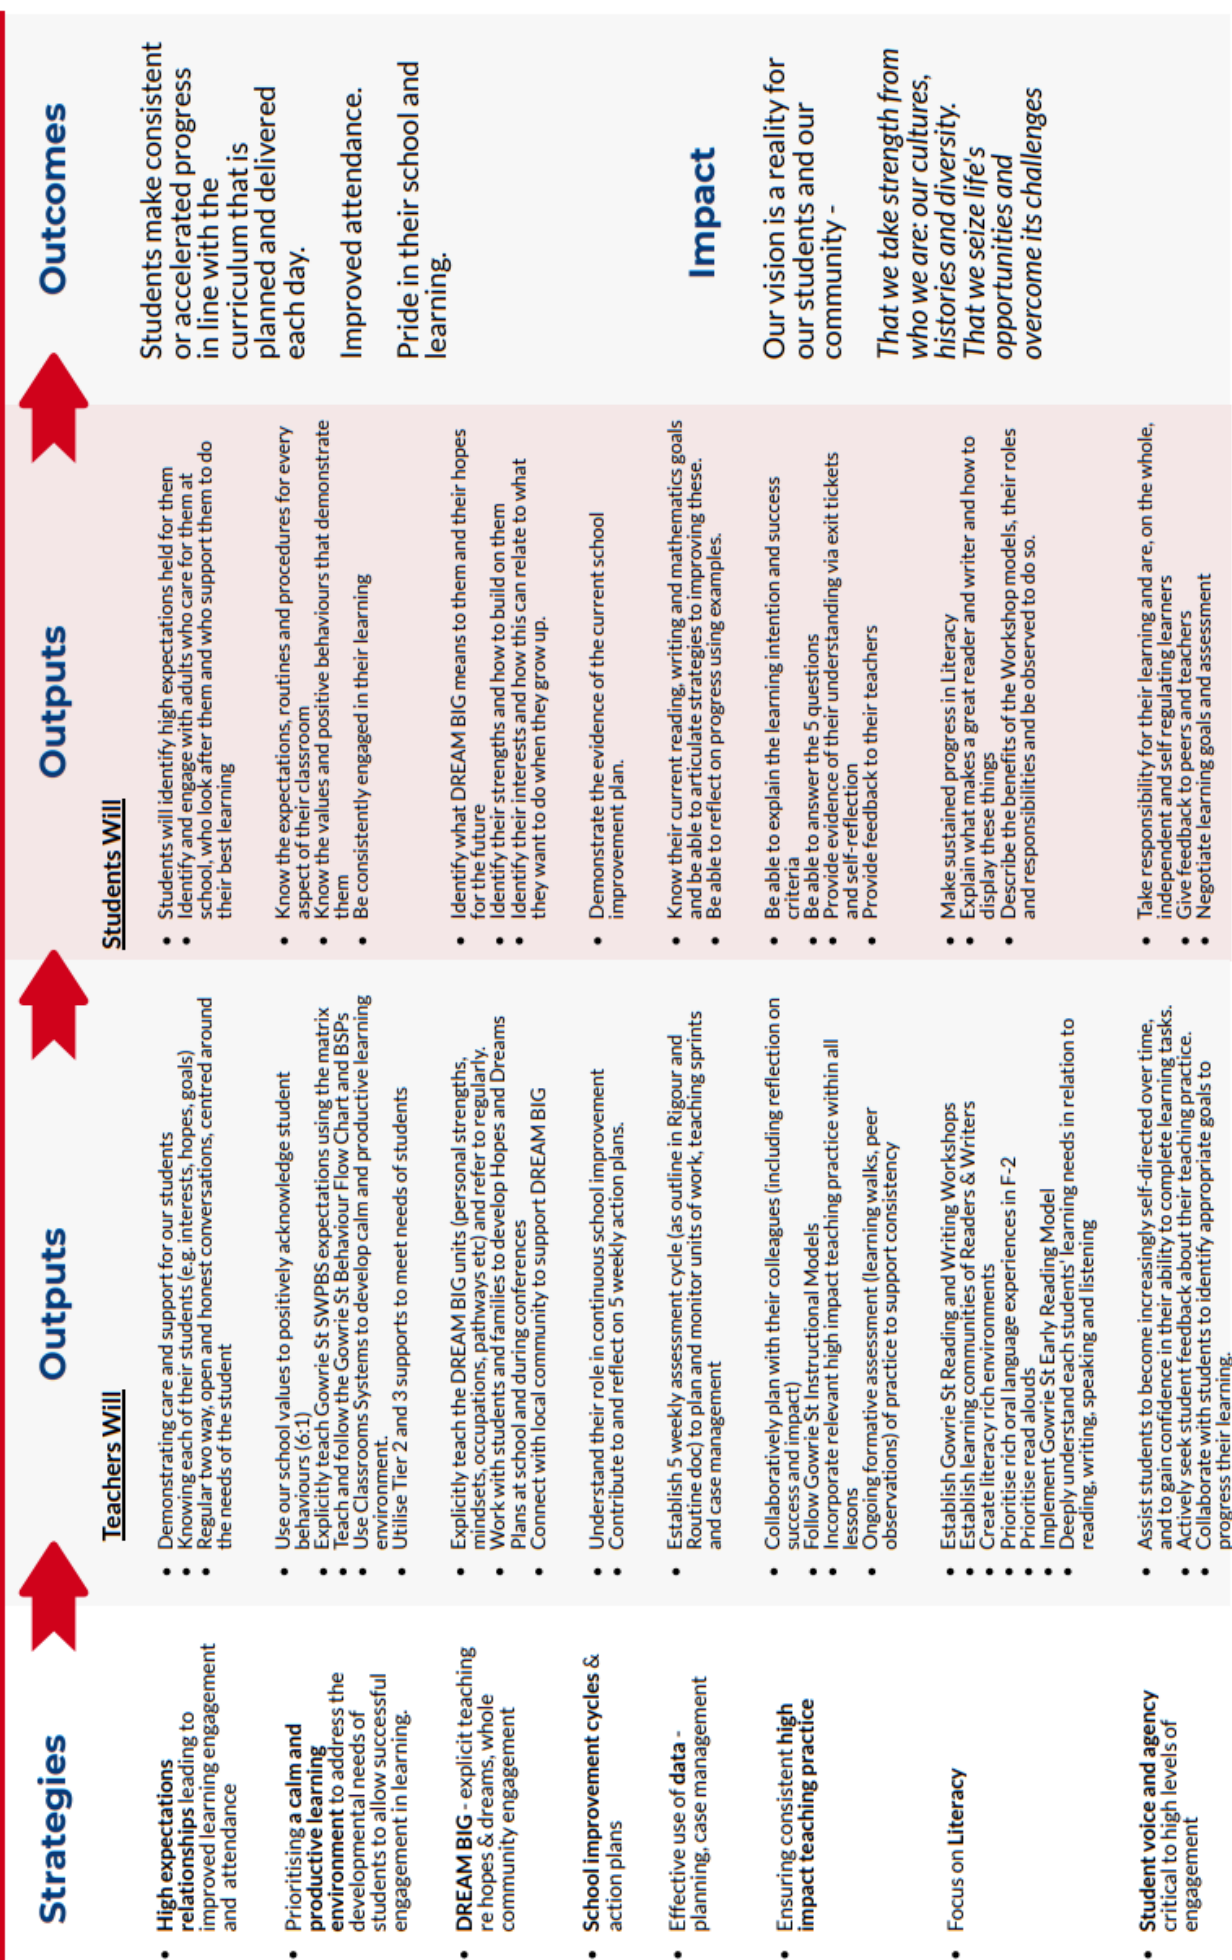 Strategies
• High expectations
relationships leading to
improved learning engagement
and attendance
• Prioritising a calm and
productive learning
environment to address the
developmental needs of
students to allow successful
engagement in learning.
• DREAM BIG - explicit teaching
re hopes & dreams, whole
community engagement
• School improvement cycles &
action plans
• Effective use of data -
planning, case management
• Ensuring consistent high
impact teaching practice
• Focus on Literacy
• Student voice and agency
critical to high levels of
engagement
Outputs
Teachers Will
• Demonstrating care and support for our students
• Knowing each of their students (e.g. interests, hopes, goals)
• Regular two way, open and honest conversations, centred around
the needs of the student
• Use our school values to positively acknowledge student
behaviours (6:1)
• Explicitly teach Gowrie St SWPBS expectations using the matrix
• Teach and follow the Gowrie St Behaviour Flow Chart and BSPs
• Use Classrooms Systems to develop calm and productive learning
environment.
• Utilise Tier 2 and 3 supports to meet needs of students
• Explicitly teach the DREAM BIG units (personal strengths,
mindsets, occupations, pathways etc) and refer to regularly.
• Work with students and families to develop Hopes and Dreams
Plans at school and during conferences
• Connect with local community to support DREAM BIG
• Understand their role in continuous school improvement
• Contribute to and reflect on 5 weekly action plans.
• Establish 5 weekly assessment cycle (as outline in Rigour and
Routine doc) to plan and monitor units of work, teaching sprints
and case management
• Collaboratively plan with their colleagues (including reflection on
success and impact)
• Follow Gowrie St Instructional Models
• Incorporate relevant high impact teaching practice within all
lessons
• Ongoing formative assessment (learning walks, peer
observations) of practice to support consistency
• Establish Gowrie St Reading and Writing Workshops
• Establish learning communities of Readers & Writers
• Create literacy rich environments
• Prioritise rich oral language experiences in F-2
• Prioritise read alouds
• Implement Gowrie St Early Reading Model
• Deeply understand each students' learning needs in relation to
reading, writing, speaking and listening
• Assist students to become increasingly self-directed over time,
and to gain confidence in their ability to complete learning tasks.
• Actively seek student feedback about their teaching practice.
• Collaborate with students to identify appropriate goals to
progress their learning.
Outputs
Students Will
• Students will identify high expectations held for them
• Identify and engage with adults who care for them at
school, who look after them and who support them to do
their best learning
• Know the expectations, routines and procedures for every
aspect of their classroom
• Know the values and positive behaviours that demonstrate
them
• Be consistently engaged in their learning
• Identify what DREAM BIG means to them and their hopes
for the future
• Identify their strengths and how to build on them
• Identify their interests and how this can relate to what
they want to do when they grow up.
• Demonstrate the evidence of the current school
improvement plan.
• Know their current reading, writing and mathematics goals
and be able to articulate strategies to improving these.
• Be able to reflect on progress using examples.
• Be able to explain the learning intention and success
criteria
• Be able to answer the 5 questions
• Provide evidence of their understanding via exit tickets
and self-reflection
• Provide feedback to their teachers
• Make sustained progress in Literacy
• Explain what makes a great reader and writer and how to
display these things
• Describe the benefits of the Workshop models, their roles
and responsibilities and be observed to do so.
• Take responsibility for their learning and are, on the whole,
independent and self regulating learners
• Give feedback to peers and teachers
• Negotiate learning goals and assessment
Outcomes
Students make consistent
or accelerated progress
in line with the
curriculum that is
planned and delivered
each day.
Improved attendance.
Pride in their school and
learning.
Impact
Our vision is a reality for
our students and our
community -
That we take strength from
who we are: our cultures,
histories and diversity.
That we seize life's
opportunities and
overcome its challenges